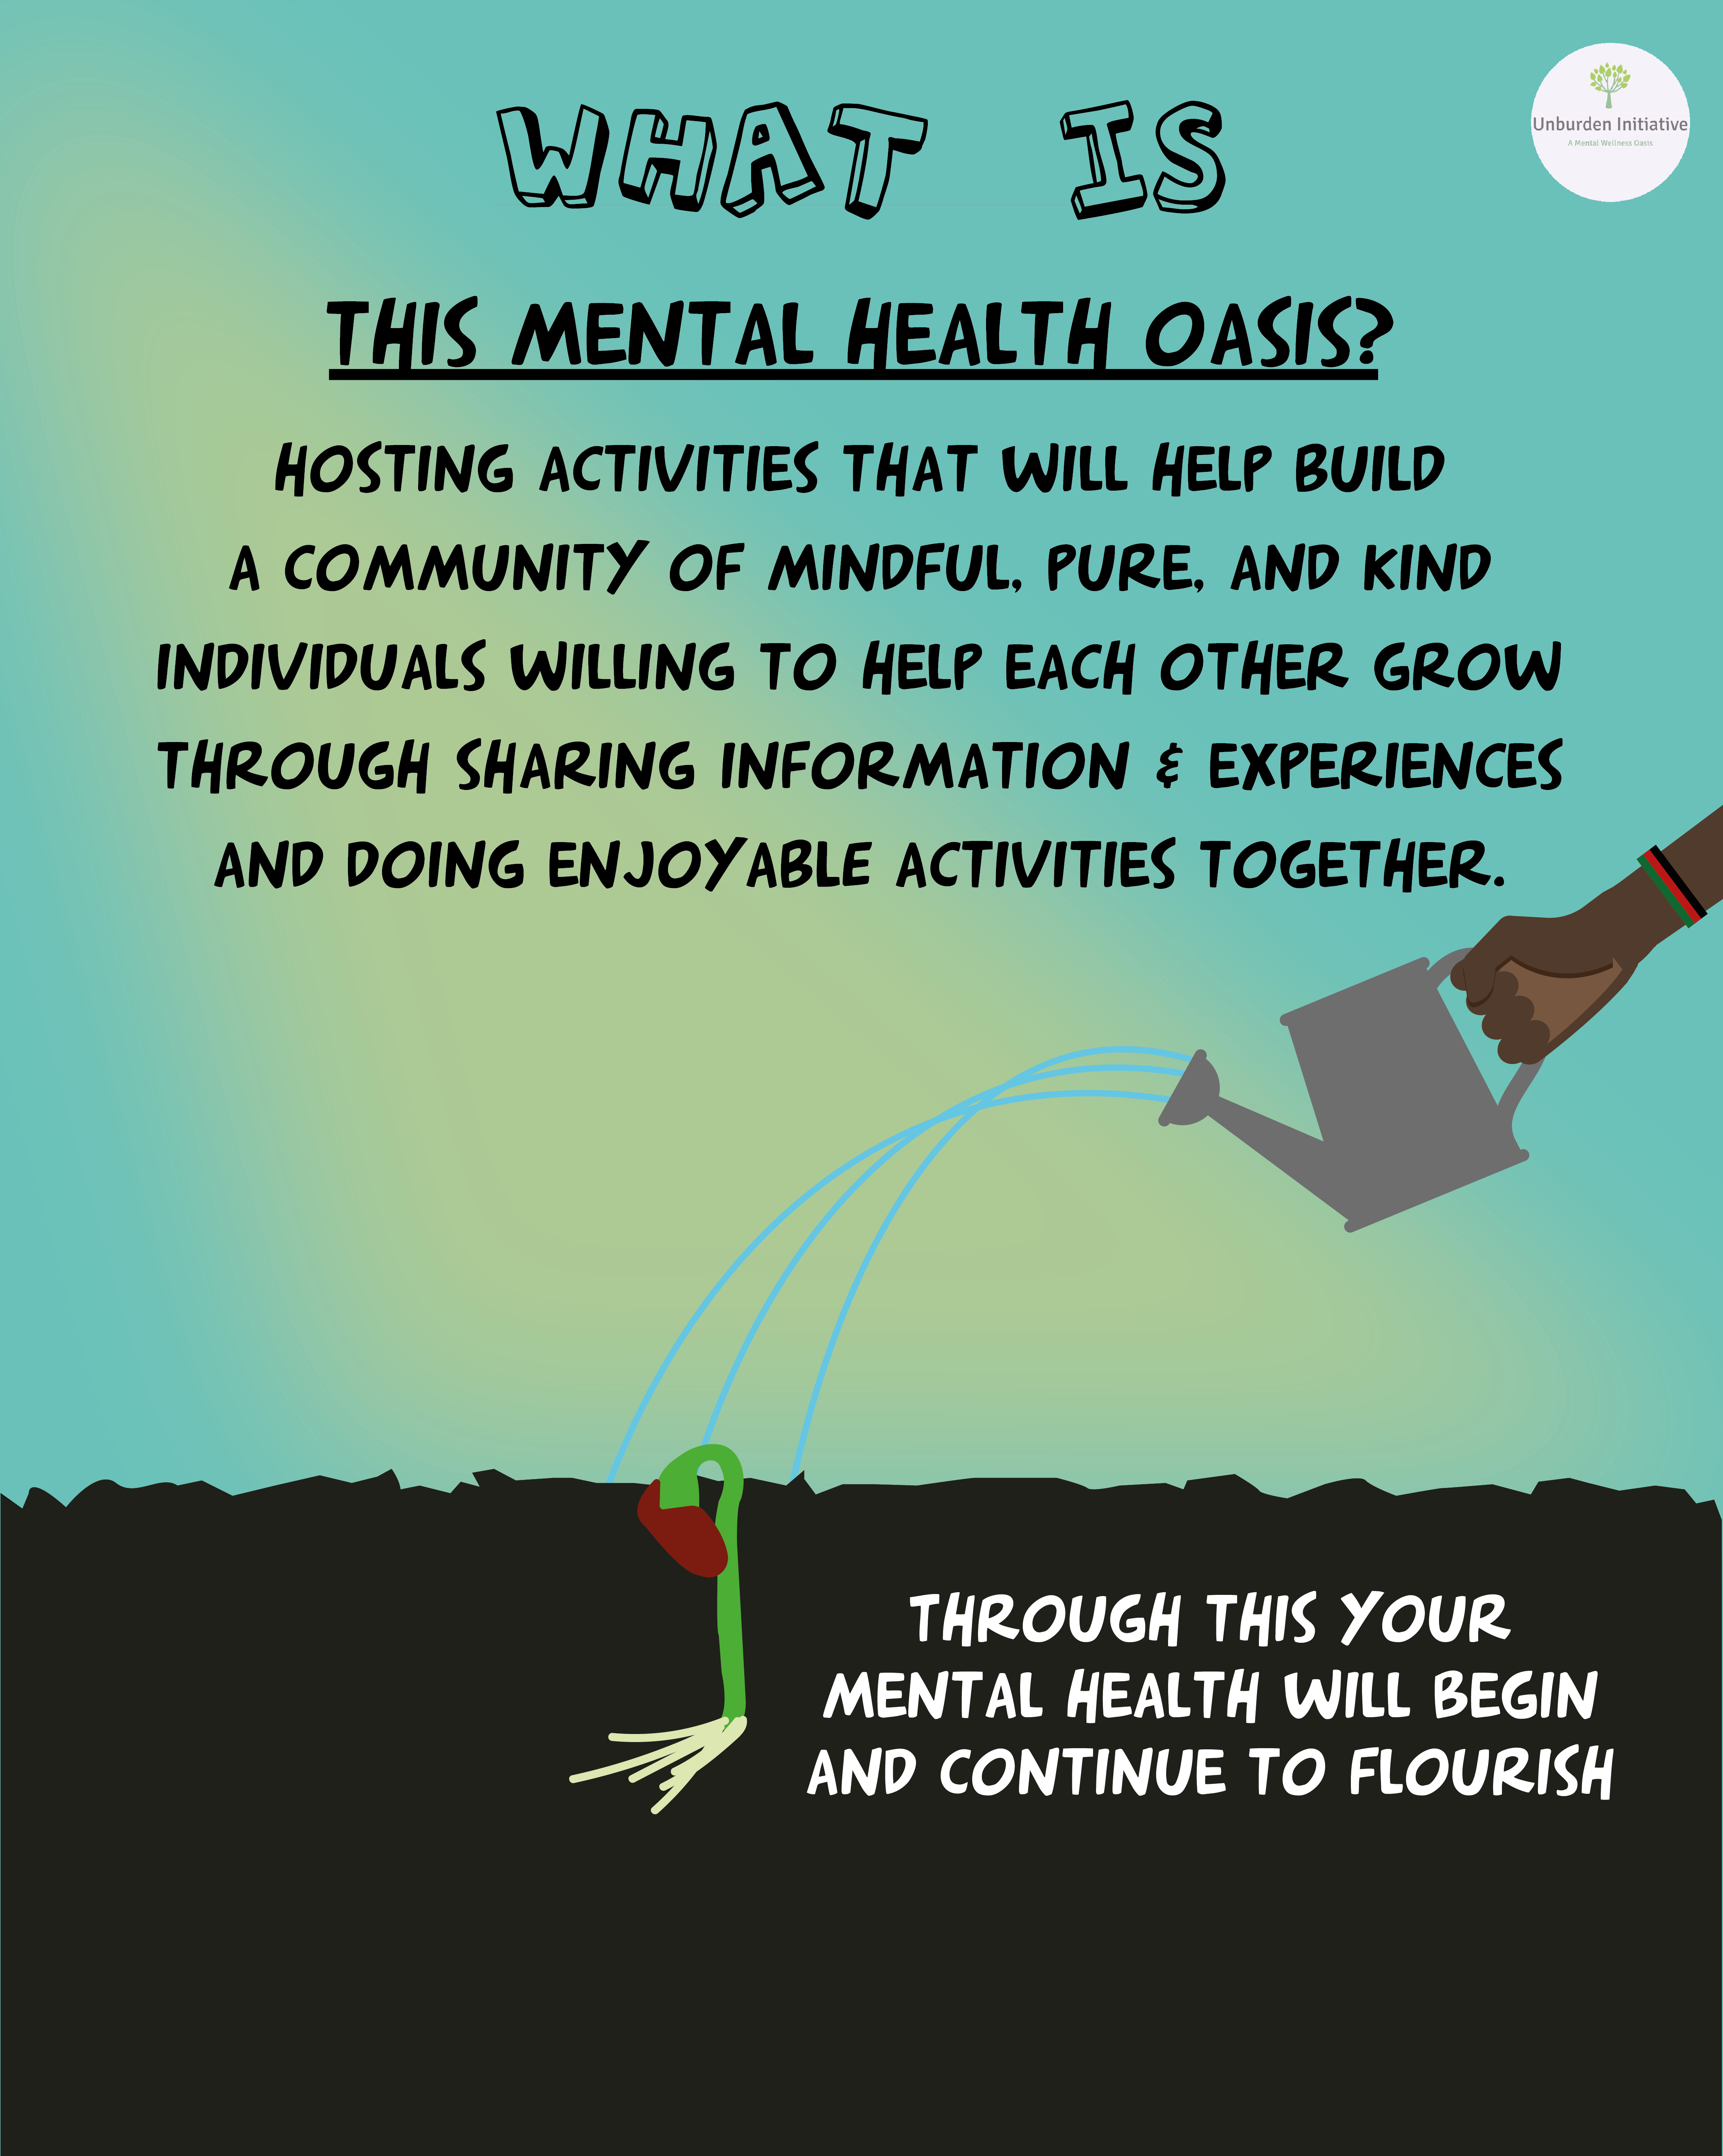 WHAT IS
Unburden Initiative
A Mental Wellness Oasis
THIS MENTAL HEALTH OASIS?
HOSTING ACTIVITIES THAT WILL HELP BUILD
A COMMUNITY OF MINDFUL, PURE, AND KIND
INDIVIDUALS WILLING TO HELP EACH OTHER GROW
THROUGH SHARING INFORMATION & EXPERIENCES
AND DOING ENJOYABLE ACTIVITIES TOGETHER.
THROUGH THIS YOUR
MENTAL HEALTH WILL BEGIN
AND CONTINUE TO FLOURISH